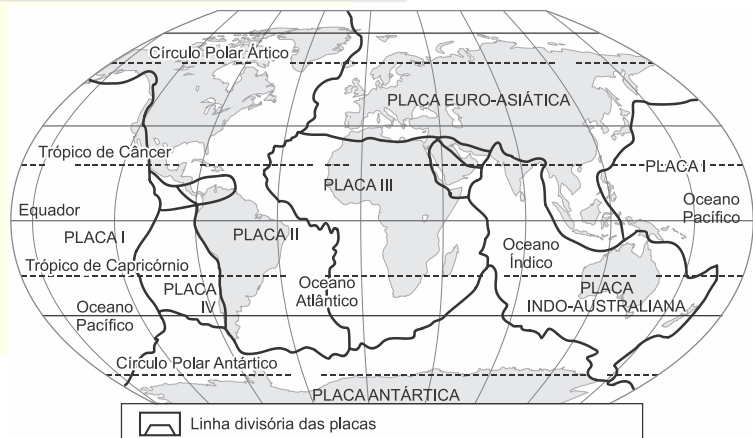 Círculo Polar Ártico
PLACA EURO-ASIÁTICA
Trópico de Câncer
PLACA I
PLACA III
Oceano
Pacífico
Equador
PLACA I
PLACA II
Oceano
Índico
Trópico de Capricórnio
PLACA
IV
Oceano
Atlântico
PLACA
INDO-AUSTRALIANA
Oceano
Pacífico
Círculo Polar Antártico
PLACA ANTÁRTICA
Linha divisória das placas